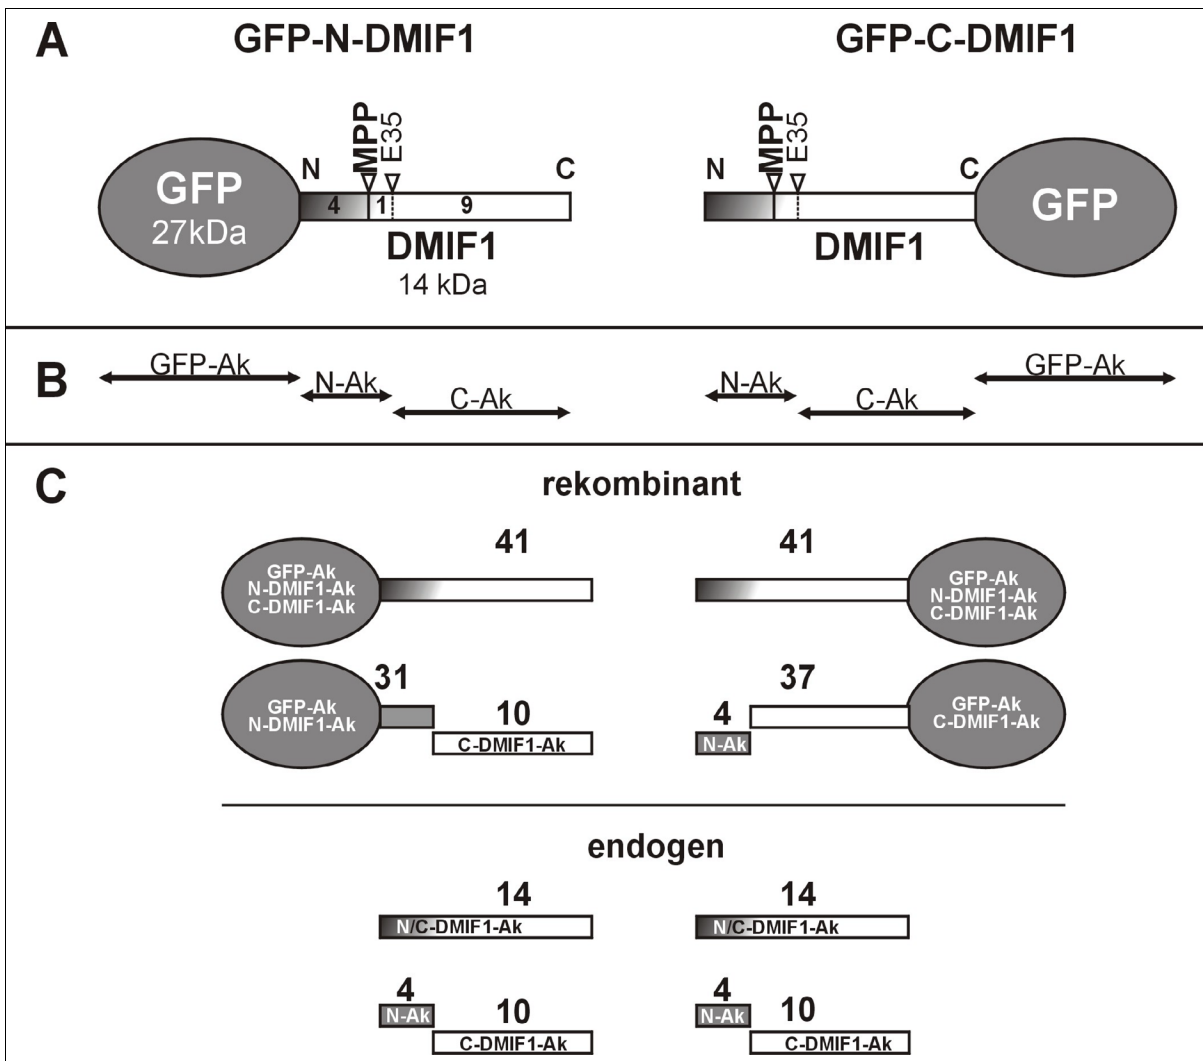 A
GFP-N-DMIF1
GFP-C-DMIF1
MPP
E35
MPP
E35
N
C
N
C
GFP
27kDa
4
1
9
DMIF1
14 kDa
DMIF1
GFP
B
GFP-Ak
N-Ak
C-Ak
N-Ak
C-Ak
GFP-Ak
C
rekombinant
41
41
GFP-Ak
N-DMIF1-Ak
C-DMIF1-Ak
GFP-Ak
N-DMIF1-Ak
C-DMIF1-Ak
31
37
GFP-Ak
N-DMIF1-Ak
10
C-DMIF1-Ak
4
N-Ak
GFP-Ak
C-DMIF1-Ak
endogen
14
14
N/C-DMIF1-Ak
N/C-DMIF1-Ak
4
N-Ak
10
C-DMIF1-Ak
4
N-Ak
10
C-DMIF1-Ak